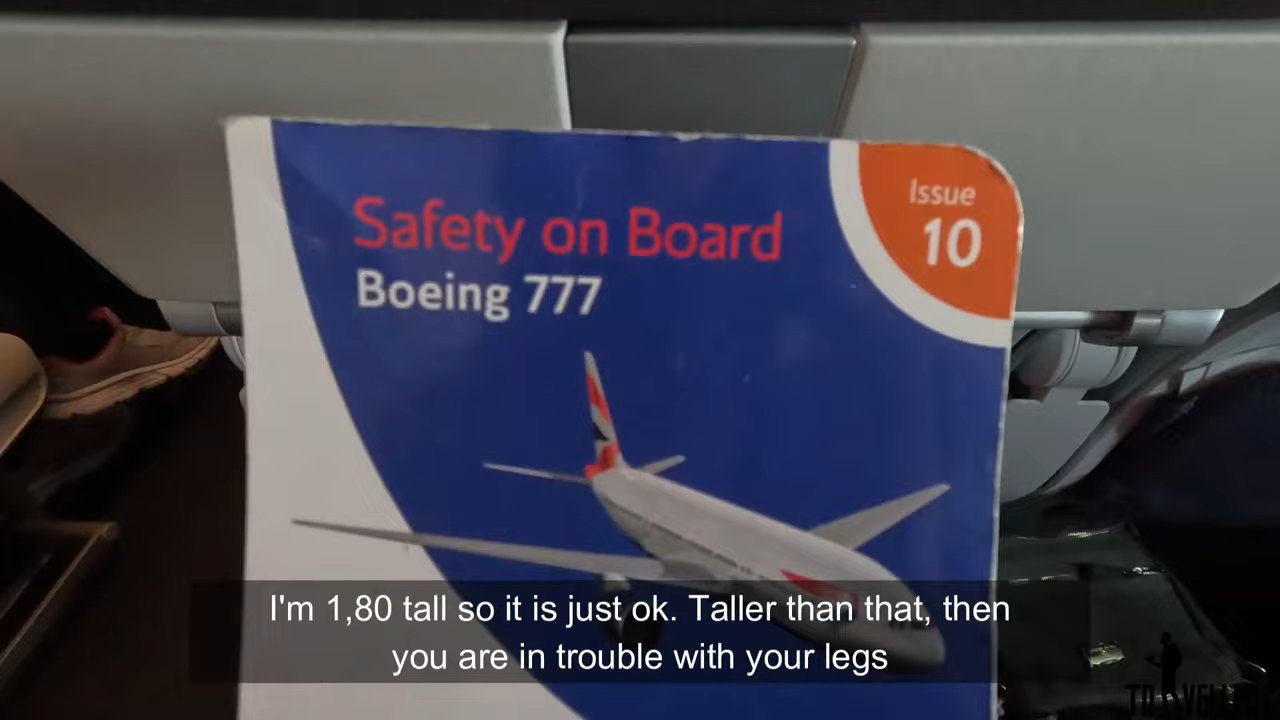 Safety on Board
Boeing 777
Issue
10
I'm 1,80 tall so it is just ok. Taller than that, then
you are in trouble with your legs